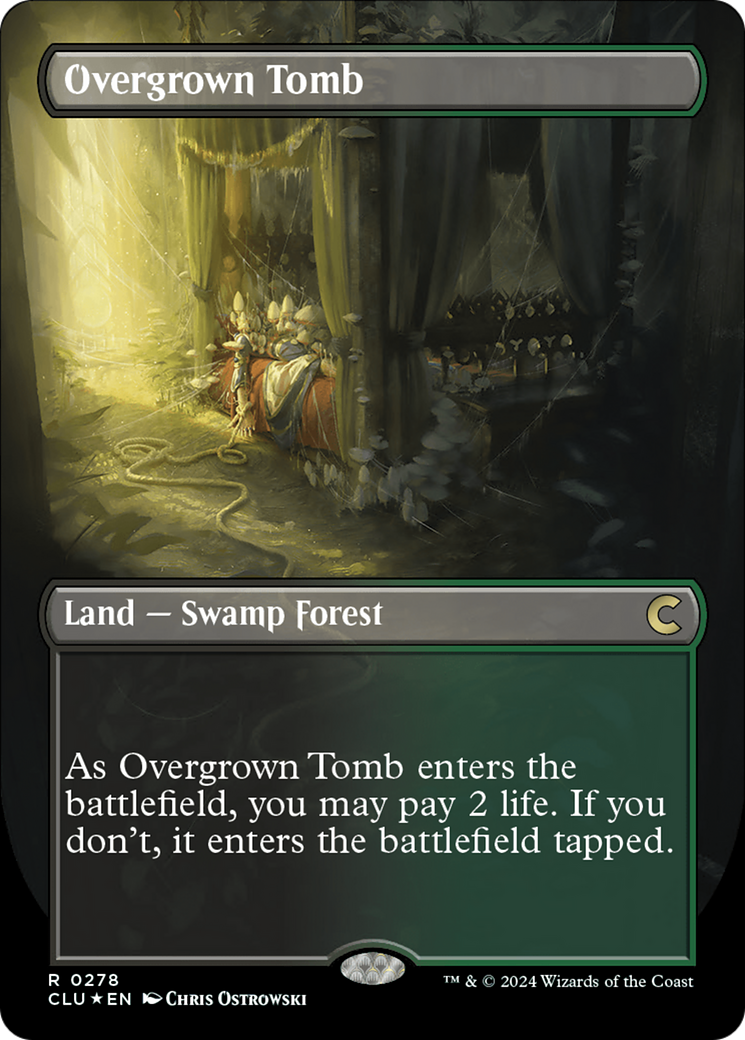 Overgrown Tomb
Land — Swamp Forest
As Overgrown Tomb enters the
battlefield, you may pay 2 life. If you
don't, it enters the battlefield tapped.
R 0278
CLU ★ EN Chris Ostrowski
™ & © 2024 Wizards of the Coast